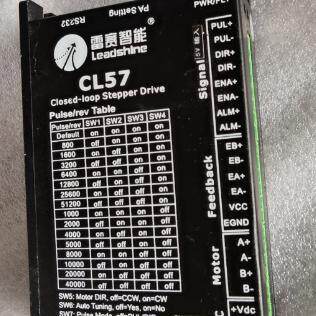 RS232
PA Setting
雷赛智能
Leadshine
CL57
Closed-loop Stepper Drive
Pulse/rev Table
Pulse/rev SW1 SW2 SW3 SW4
Default on on on on
800 off on on on
1600 on off on on
3200 off off on on
6400 on on off on
12800 off on off on
25600 on off off on
51200 off off off on
1000 on on on off
2000 off on on off
4000 on off on off
5000 off off on off
8000 on on off off
10000 off on off off
20000 on off off off
40000 off off off off
SW5: Motor DIR, off=CCW, on=CW
SW6: Auto Tuning, off=Yes, on=No
Signal
5V 输入
PUL+
PUL-
DIR+
DIR-
ENA+
ENA-
ALM+
ALM-
Feedback
EB+
EB-
EA+
EA-
VCC
EGND
Motor
A+
A-
B+
B-
+Vdc